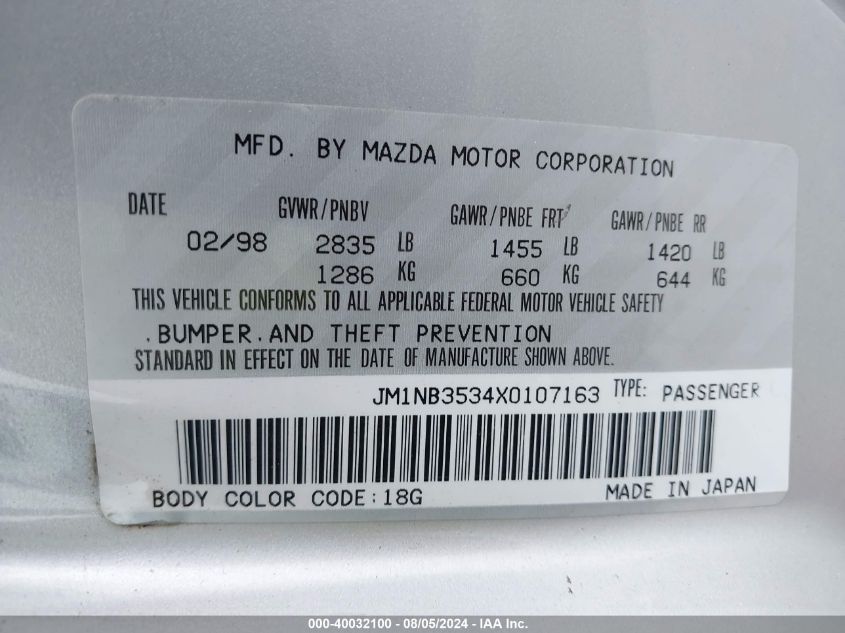 MFD. BY MAZDA MOTOR CORPORATION
DATE GVWR/PNBV GAWR/PNBE FRT GAWR/PNBE RR
02/98 2835 LB 1455 LB 1420 LB
1286 KG 660 KG 644 KG
THIS VEHICLE CONFORMS TO ALL APPLICABLE FEDERAL MOTOR VEHICLE SAFETY
.BUMPER.AND THEFT PREVENTION
STANDARD IN EFFECT ON THE DATE OF MANUFACTURE SHOWN ABOVE.
JM1NB3534X0107163 TYPE: PASSENGER
BODY COLOR CODE:18G MADE IN JAPAN
000-40032100 - 08/05/2024 - IAA Inc.